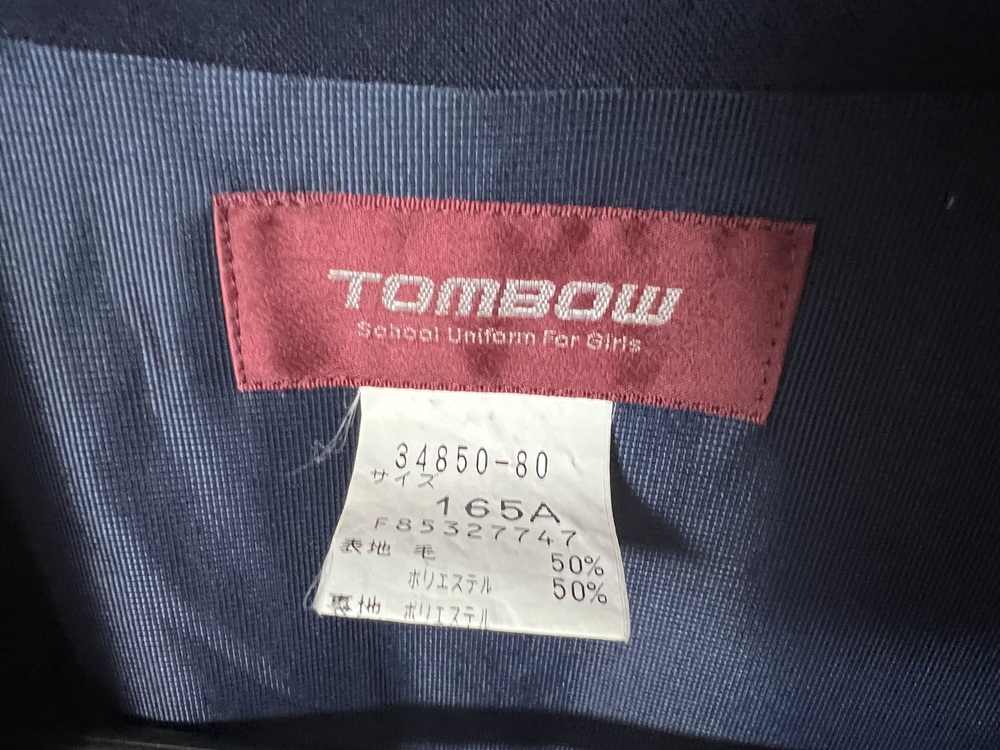 TOMBOW
School Uniform For Girls
34850-80
サイズ
165A
F85327747
表地 毛 50%
ポリエステル 50%
裏地 ポリエステル